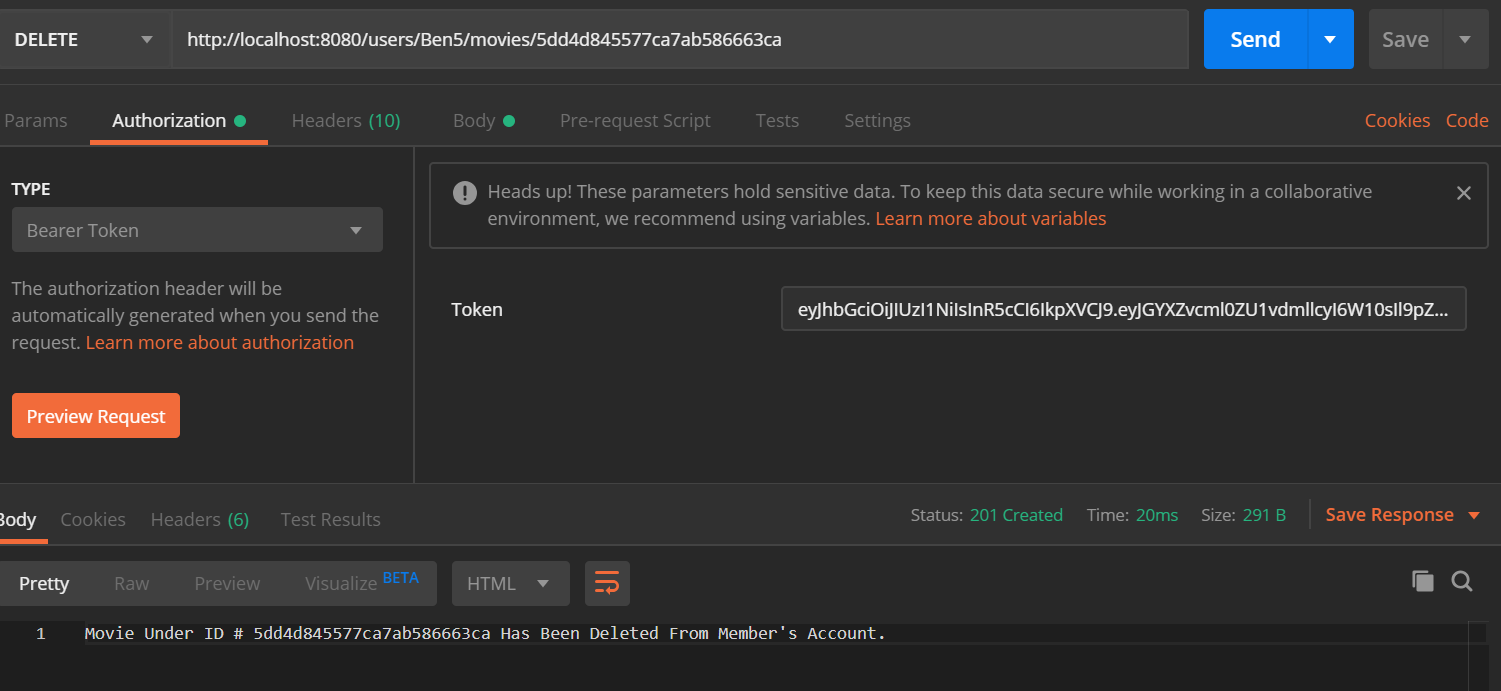 DELETE http://localhost:8080/users/Ben5/movies/5dd4d845577ca7ab586663ca Send Save
Params Authorization Headers (10) Body Pre-request Script Tests Settings Cookies Code
TYPE
Bearer Token
The authorization header will be
automatically generated when you send the
request. Learn more about authorization
Preview Request
Heads up! These parameters hold sensitive data. To keep this data secure while working in a collaborative
environment, we recommend using variables. Learn more about variables
Token eyJhbGciOiJIUzI1NiIsInR5cCI6IkpXVCJ9.eyJGYXZvcml0ZU1vdmllcyI6W10sIl9pZ...
Body Cookies Headers (6) Test Results Status: 201 Created Time: 20ms Size: 291 B Save Response
Pretty Raw Preview Visualize BETA HTML
1 Movie Under ID # 5dd4d845577ca7ab586663ca Has Been Deleted From Member's Account.